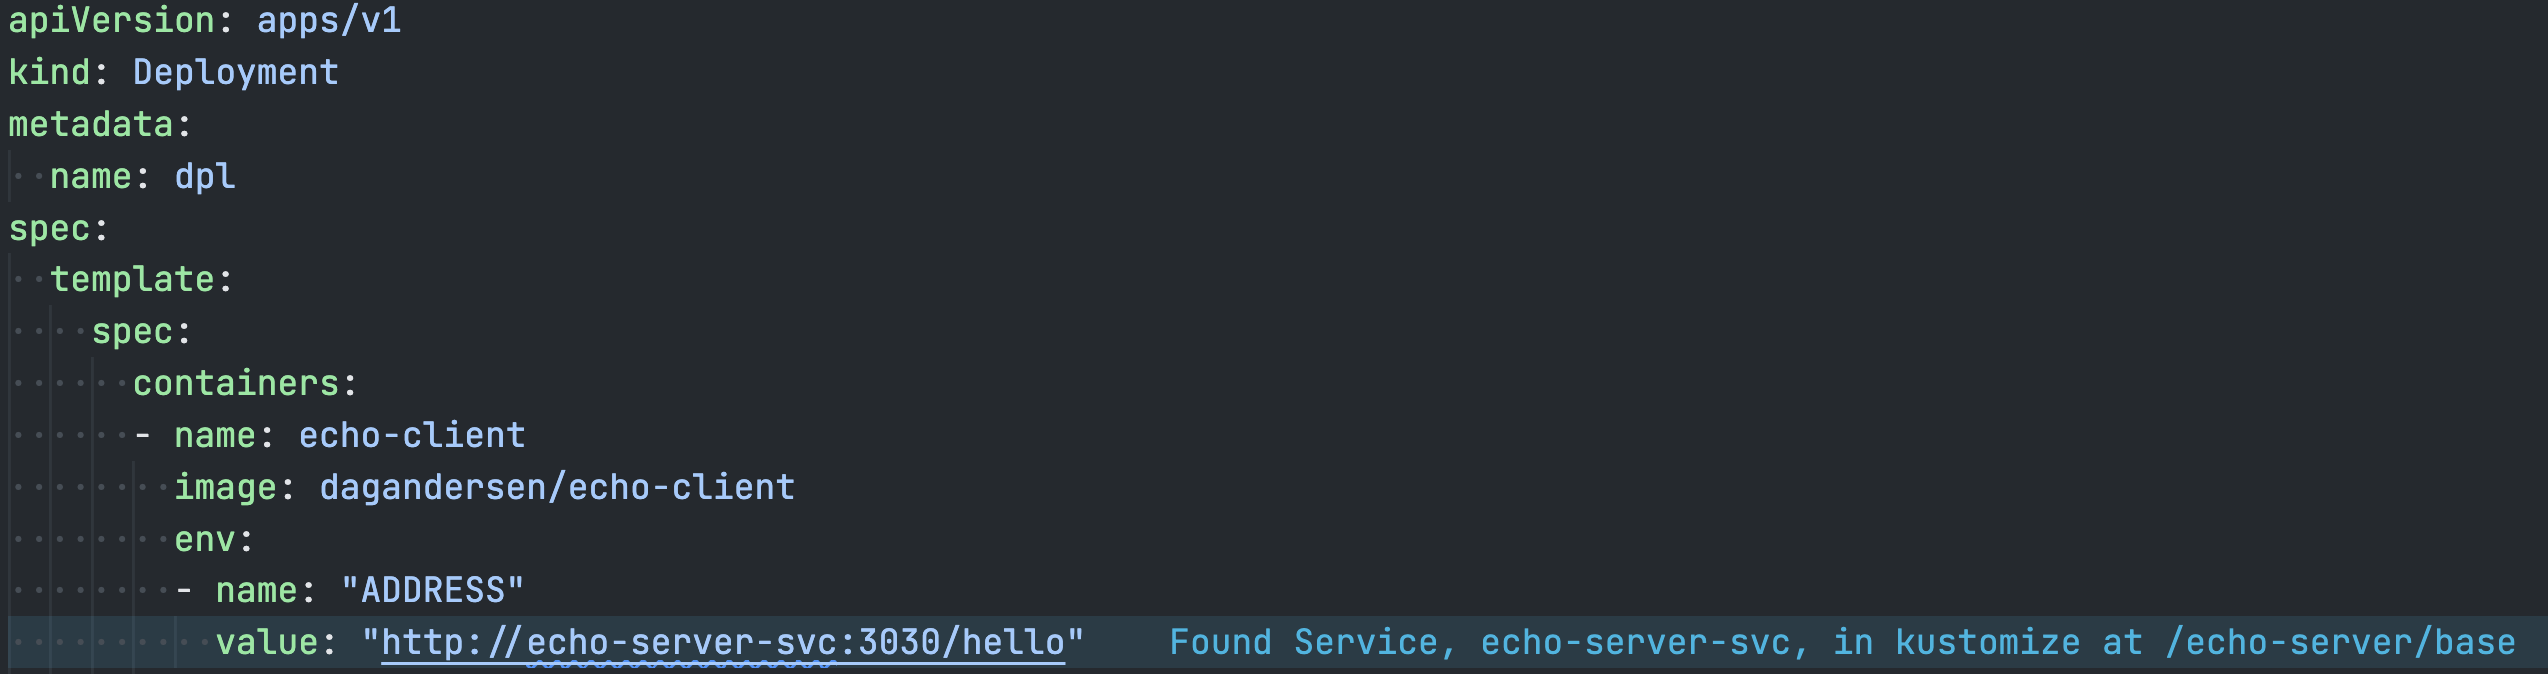 apiVersion: apps/v1
kind: Deployment
metadata:
  name: dpl
spec:
  template:
    spec:
      containers:
      - name: echo-client
        image: dagandersen/echo-client
        env:
        - name: "ADDRESS"
          value: "http://echo-server-svc:3030/hello"    Found Service, echo-server-svc, in kustomize at /echo-server/base